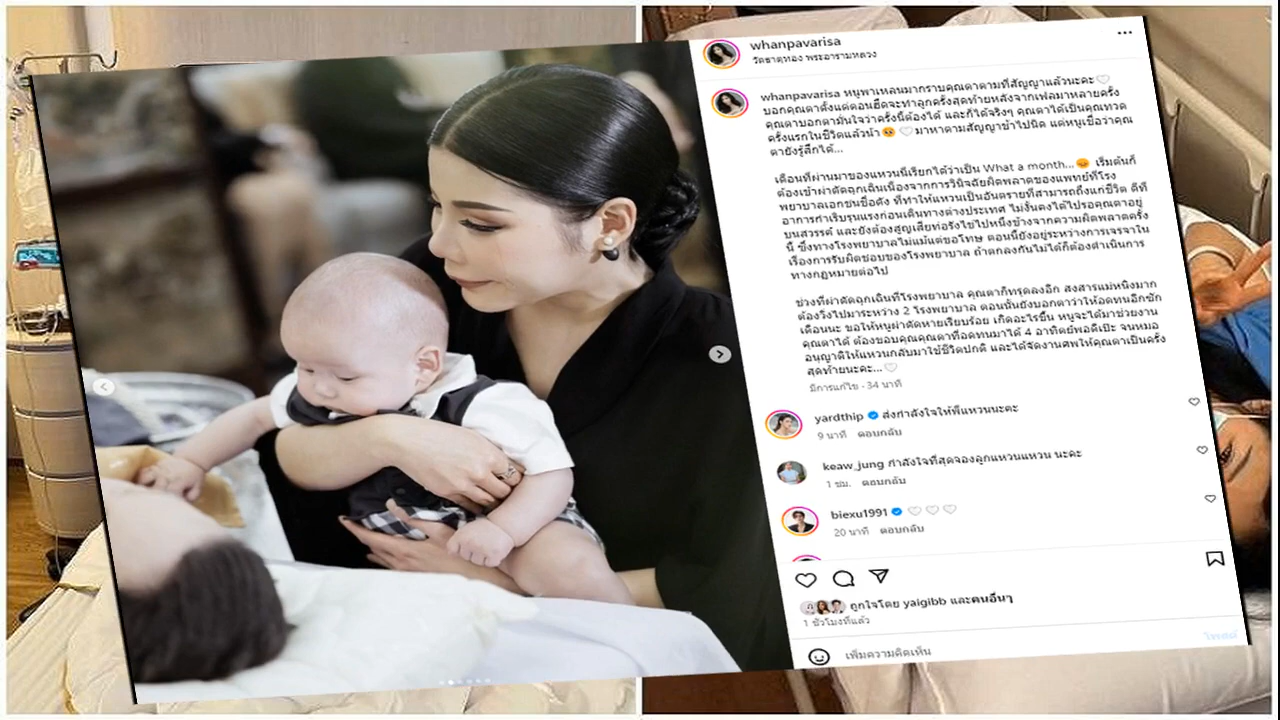 whanpavarisa
วัดธาตุทอง พระอารามหลวง
whanpavarisa หนูพาเหลนมากราบคุณตาตามที่สัญญาแล้วนะคะ
บอกคุณตาตั้งแต่ตอนฮึดจะทำลูกครั้งสุดท้ายหลังจากเฟลมาหลายครั้ง
คุณตาบอกตามั่นใจว่าครั้งนี้ต้องได้ และก็ได้จริงๆ คุณตาได้เป็นคุณทวด
ครั้งแรกในชีวิตแล้วน้า 🥺 🤍 มาหาตามสัญญาช้าไปนิด แต่หนูเชื่อว่าคุณ
ตายังรู้สึกได้...
เดือนที่ผ่านมาของแหวนนี่เรียกได้ว่าเป็น What a month... เริ่มต้นก็
ต้องเข้าผ่าตัดฉุกเฉินเนื่องจากการวินิจฉัยผิดพลาดของแพทย์ที่โรง
พยาบาลเอกชนชื่อดัง ที่ทำให้แหวนเป็นอันตรายที่สามารถถึงแก่ชีวิต ดีที่
อาการกำเริบรุนแรงก่อนเดินทางต่างประเทศ ไม่งั้นคงได้ไปรอคุณตาอยู่
บนสวรรค์ และยังต้องสูญเสียท่อรังไข่ไปหนึ่งข้างจากความผิดพลาดครั้ง
นี้ ซึ่งทางโรงพยาบาลไม่แม้แต่ขอโทษ ตอนนี้ยังอยู่ระหว่างการเจรจาใน
เรื่องการรับผิดชอบของโรงพยาบาล ถ้าตกลงกันไม่ได้ก็ต้องดำเนินการ
ทางกฎหมายต่อไป
ช่วงที่ผ่าตัดฉุกเฉินที่โรงพยาบาล คุณตาก็ทรุดลงอีก สงสารแม่หนิงมาก
ต้องวิ่งไปมาระหว่าง 2 โรงพยาบาล ตอนนั้นยังบอกตาว่าให้อดทนอีกซัก
เดือนนะ ขอให้หนูผ่าตัดหายเรียบร้อย เกิดอะไรขึ้น หนูจะได้มาช่วยงาน
คุณตาได้ ต้องขอบคุณคุณตาที่อดทนมาได้ 4 อาทิตย์พอดีเป๊ะ จนหมอ
อนุญาติให้แหวนกลับมาใช้ชีวิตปกติ และได้จัดงานศพให้คุณตาเป็นครั้ง
สุดท้ายนะคะ... 🤍
มีการแก้ไข · 34 นาที
yardthip ส่งกำลังใจให้พี่แหวนนะคะ
9 นาที ตอบกลับ
keaw_jung กำลังใจที่สุดจองลูกแหวนแหวน นะคะ
1 ชม. ตอบกลับ
biexu1991 🤍 🤍 🤍
20 นาที ตอบกลับ
ถูกใจโดย yaigibb และคนอื่นๆ
1 ชั่วโมงที่แล้ว
เพิ่มความคิดเห็น
โพสต์